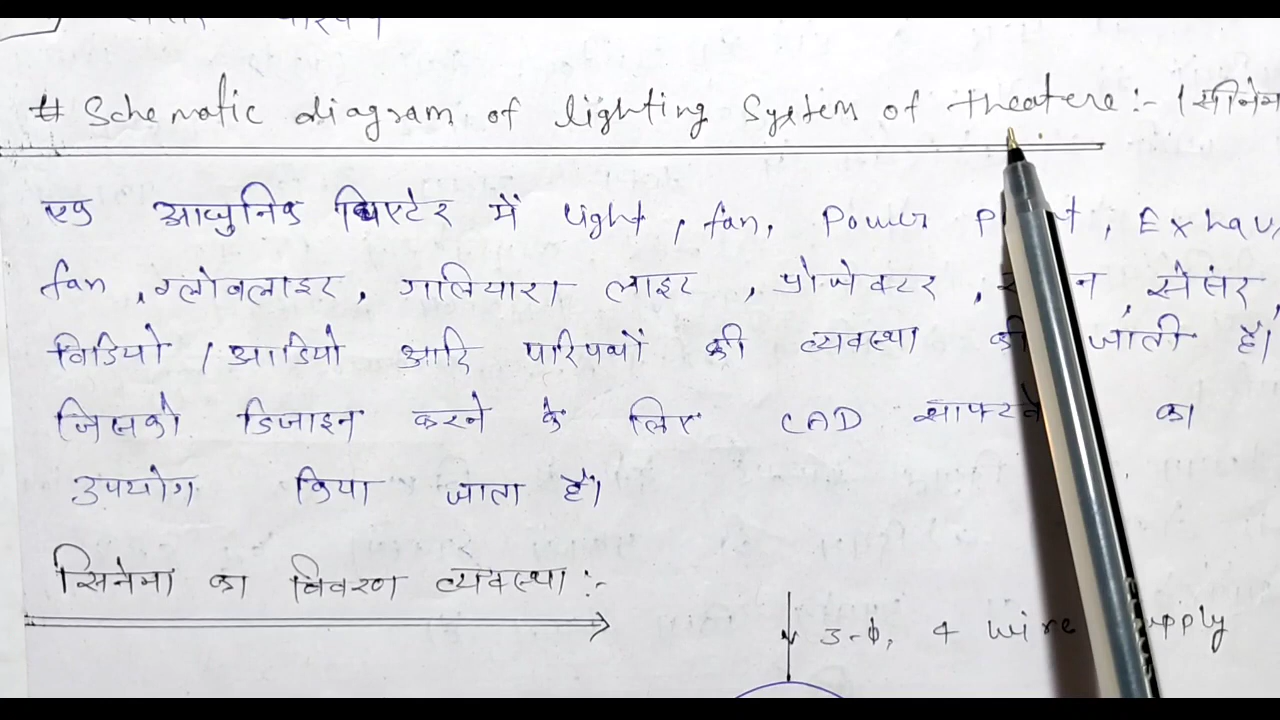 # Schematic diagram of lighting System of theatere:- (सीनेमा
एक आधुनिक थिएटर में light, fan, Power, Exhau
fan, ग्लोबलाइट, गलियारा लाइट, प्रोजेक्टर, सेंसर,
विडियो / आडियो आदि परिपथों की व्यवस्था की जाती है।
जिसको डिजाइन करने के लिए CAD का
उपयोग किया जाता है।
सिनेमा का विवरण व्यवस्था:-
3-ϕ, 4 wire supply